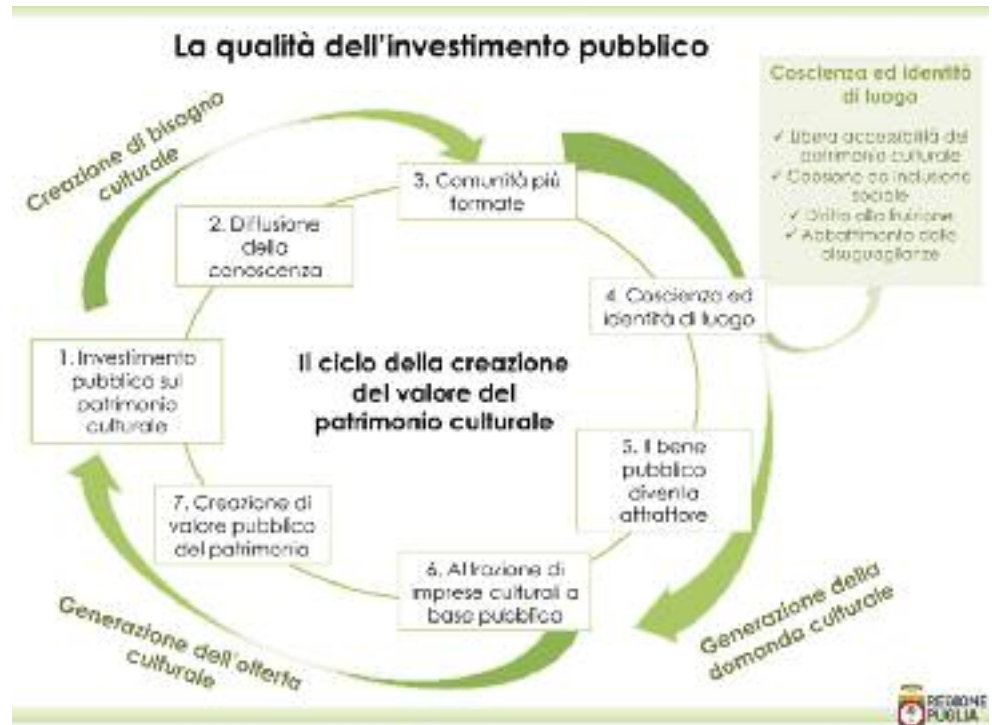 La qualità dell'investimento pubblico
Creazione di bisogno
culturale
Coscienza ed identità
di luogo
✓ Libera accessibilità del
patrimonio culturale
✓ Coesione ed inclusione
sociale
✓ Diritto alla fruizione
✓ Abbattimento delle
disuguaglianze
3. Comunità più
formate
2. Diffusione
della
conoscenza
4. Coscienza ed
identità di luogo
1. Investimento
pubblico sul
patrimonio
culturale
Il ciclo della creazione
del valore del
patrimonio culturale
5. Il bene
pubblico
diventa
attrattore
7. Creazione di
valore pubblico
del patrimonio
6. Attrazione di
imprese culturali a
base pubblica
Generazione della
domanda culturale
Generazione dell'offerta
culturale
REGIONE
PUGLIA